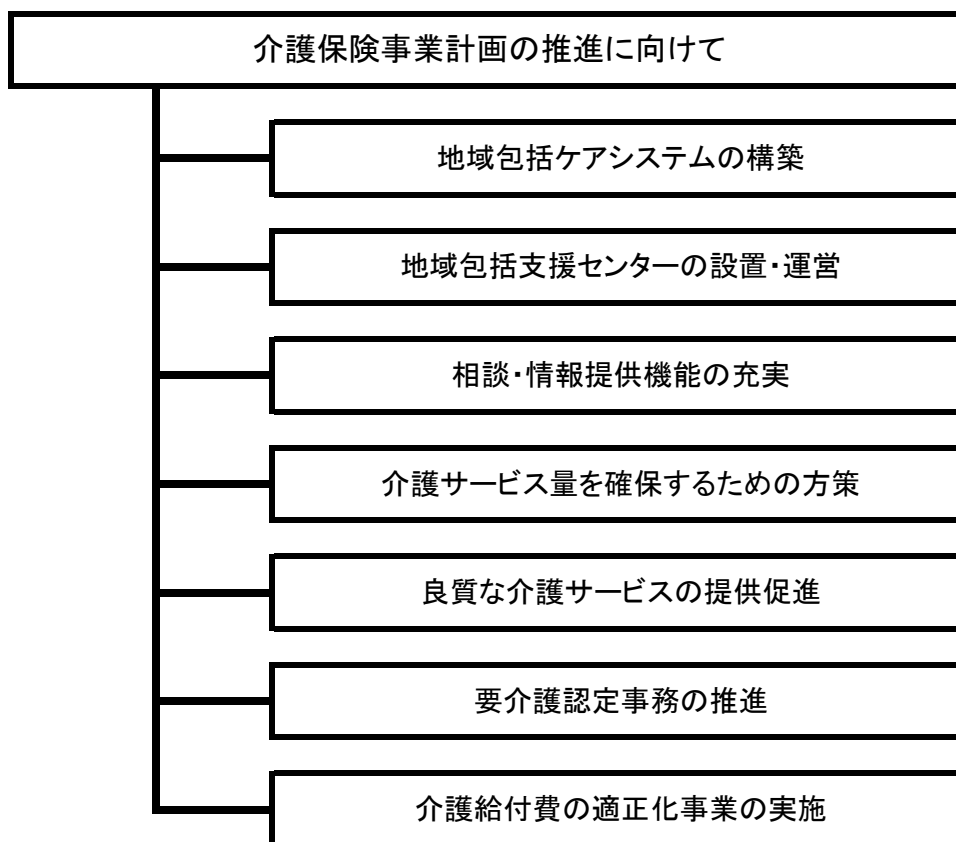 介護保険事業計画の推進に向けて
地域包括ケアシステムの構築
地域包括支援センターの設置・運営
相談・情報提供機能の充実
介護サービス量を確保するための方策
良質な介護サービスの提供促進
要介護認定事務の推進
介護給付費の適正化事業の実施